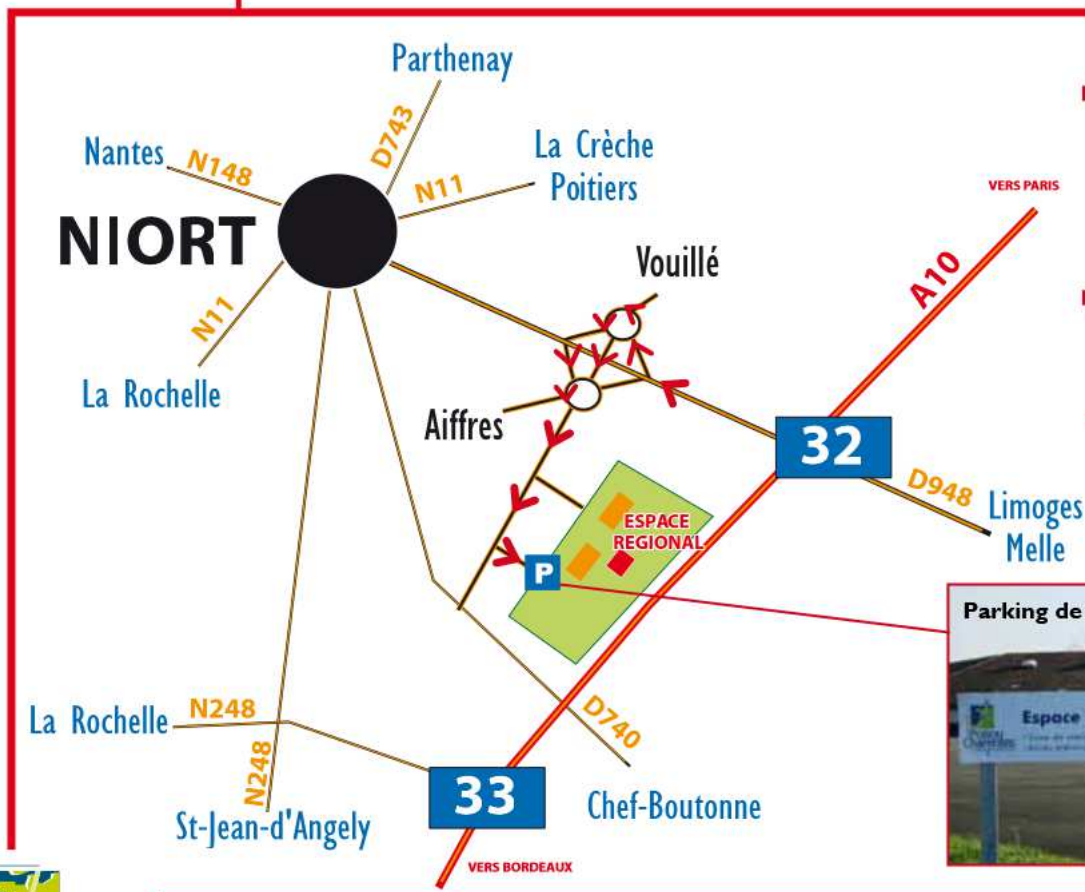 Parthenay
D743
Nantes
N148
La Crèche
Poitiers
N11
VERS PARIS
NIORT
Vouillé
A10
N11
La Rochelle
Aiffres
32
D948
Limoges
Melle
ESPACE
REGIONAL
P
Parking de
Espace
Poitou
Charentes
La Rochelle
N248
N248
D740
33
St-Jean-d'Angely
Chef-Boutonne
VERS BORDEAUX